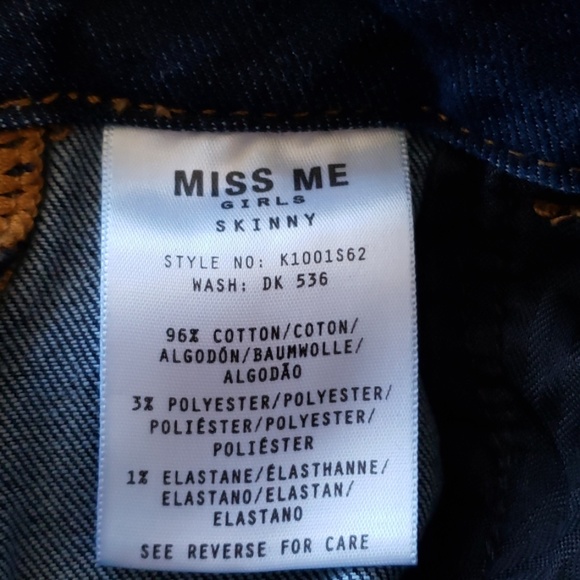 MISS ME
GIRLS
SKINNY
STYLE NO: K1001S62
WASH: DK 536
96% COTTON/COTON/
ALGODÓN/BAUMWOLLE/
ALGODÃO
3% POLYESTER/POLYESTER/
POLIÉSTER/POLYESTER/
POLIÉSTER
1% ELASTANE/ÉLASTHANNE/
ELASTANO/ELASTAN/
ELASTANO
SEE REVERSE FOR CARE